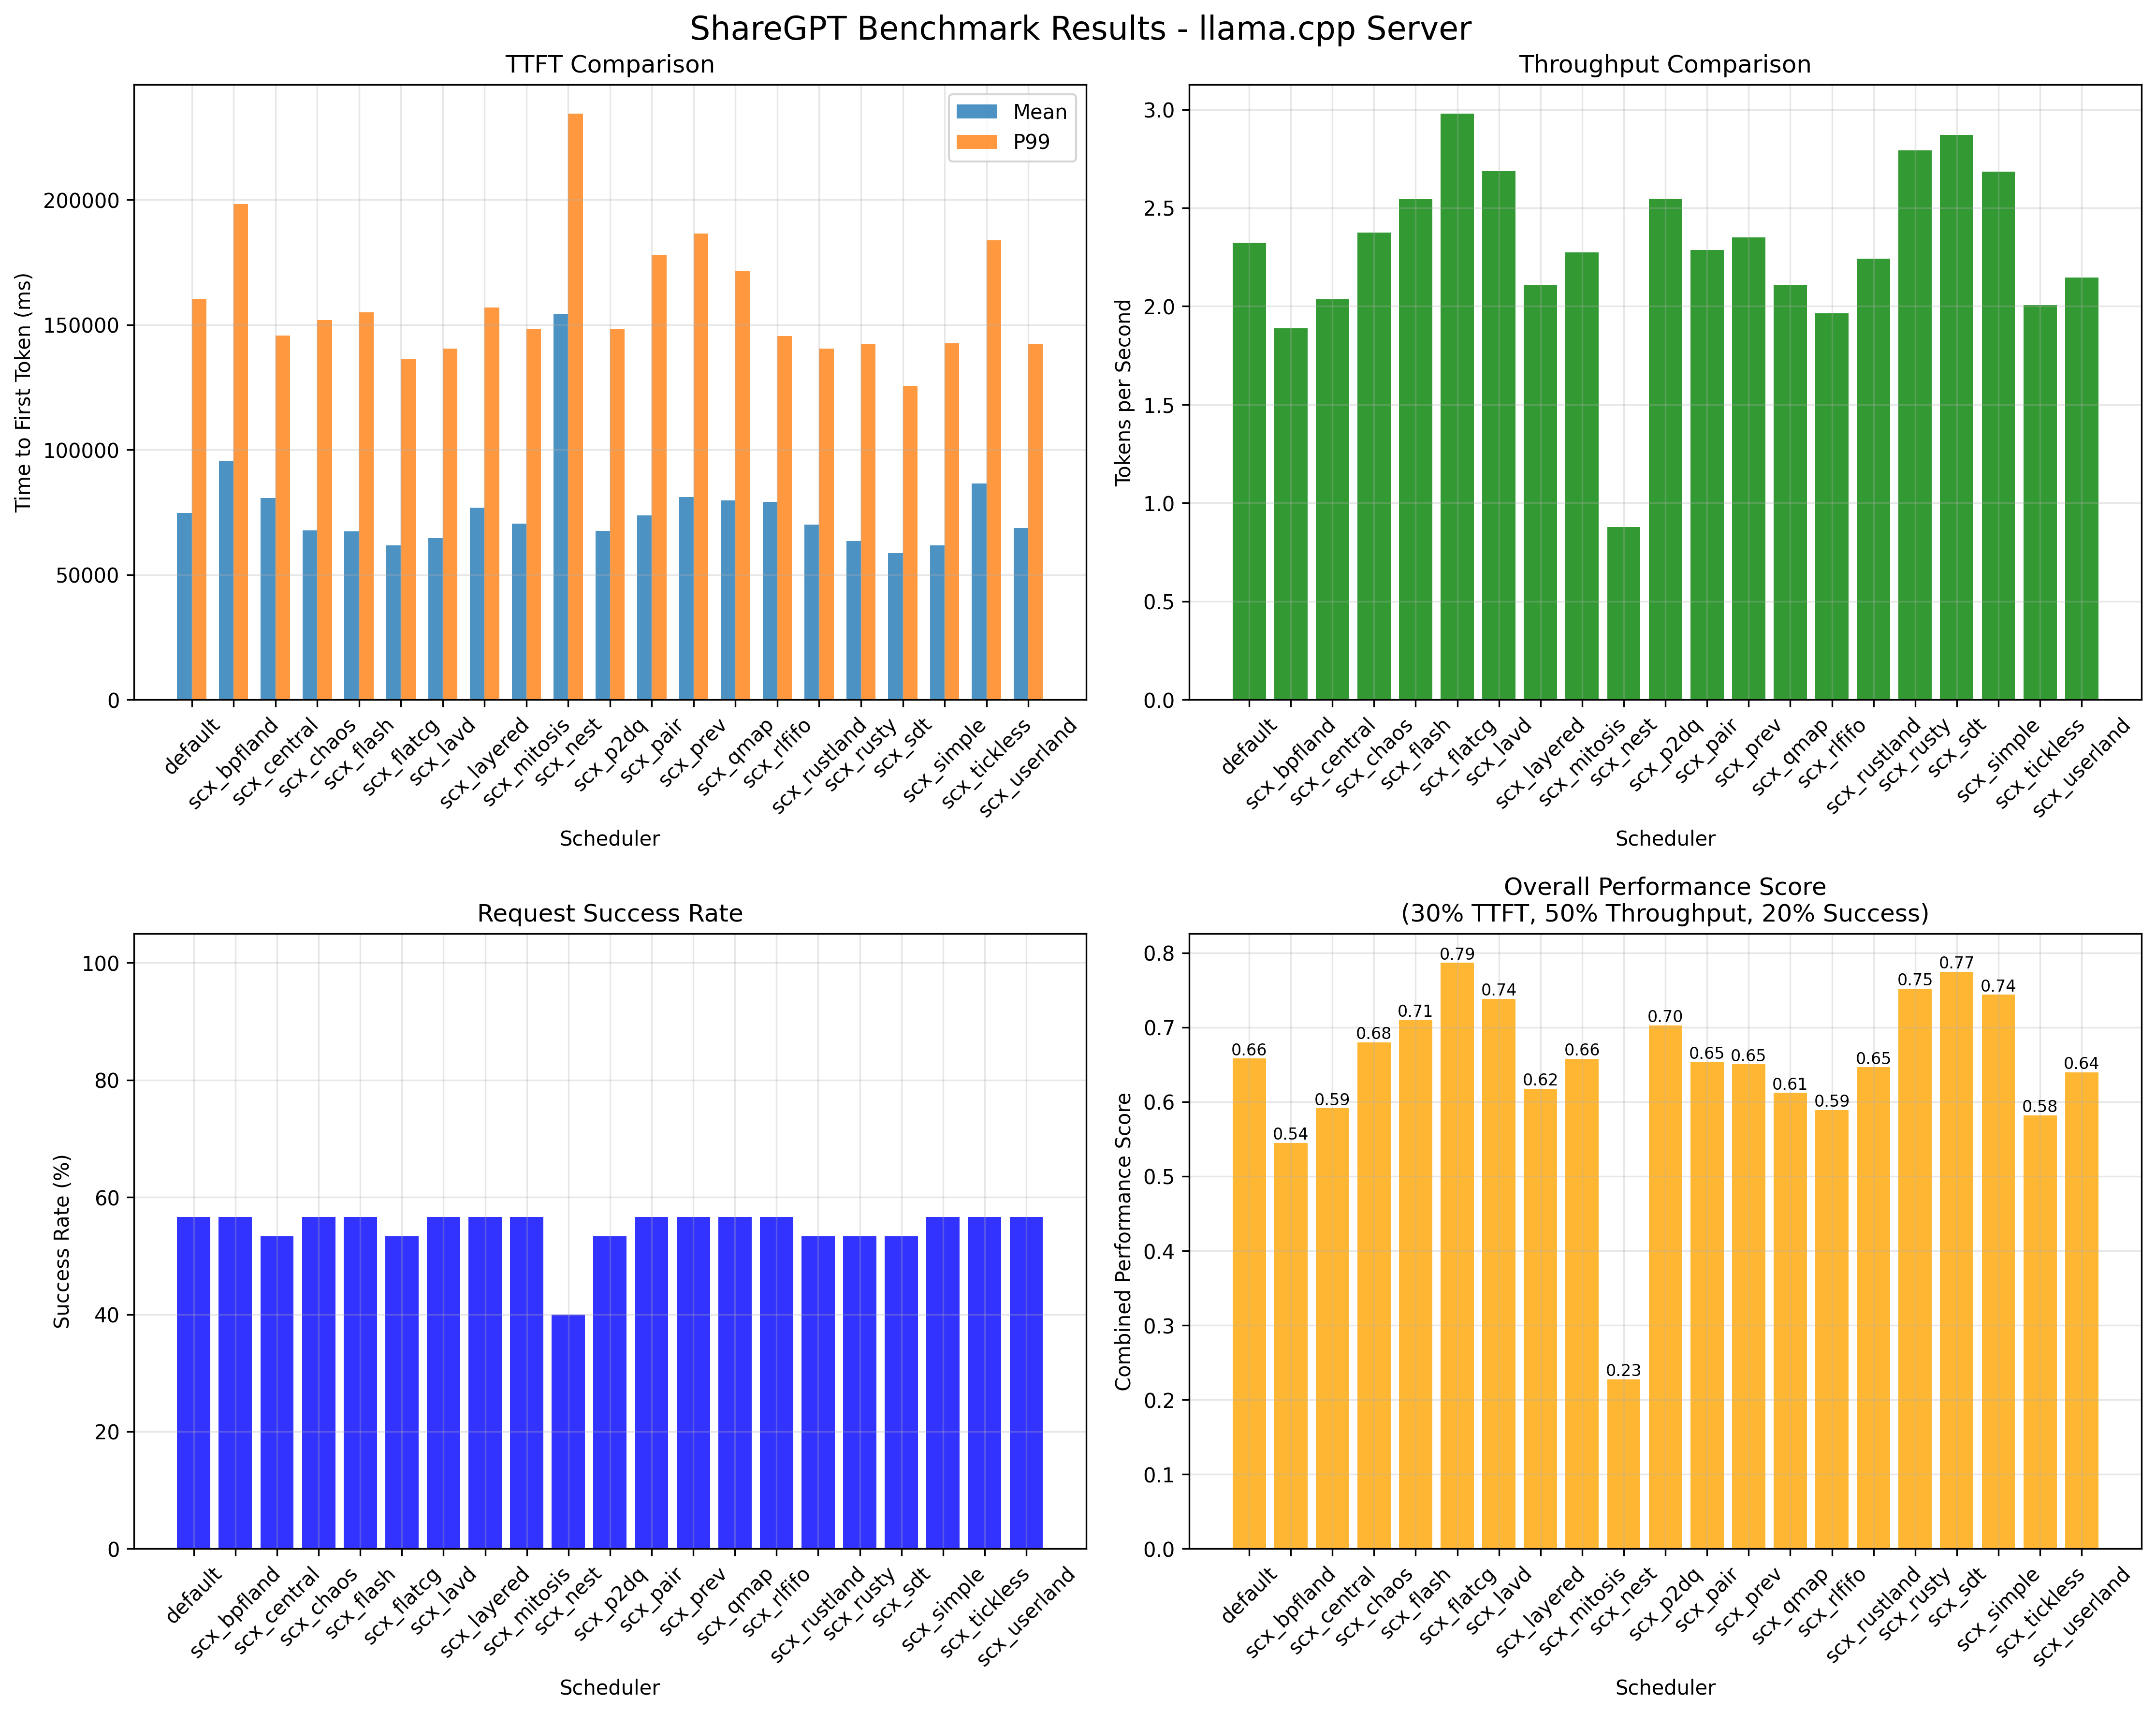 ShareGPT Benchmark Results - llama.cpp Server
TTFT Comparison
Time to First Token (ms)
200000
150000
100000
50000
0
Mean
P99
default
scx_bpfland
scx_central
scx_chaos
scx_flash
scx_flatcg
scx_lavd
scx_layered
scx_mitosis
scx_nest
scx_p2dq
scx_pair
scx_prev
scx_qmap
scx_rlfifo
scx_rustland
scx_rusty
scx_sdt
scx_simple
scx_tickless
scx_userland
Scheduler
Throughput Comparison
Tokens per Second
3.0
2.5
2.0
1.5
1.0
0.5
0.0
default
scx_bpfland
scx_central
scx_chaos
scx_flash
scx_flatcg
scx_lavd
scx_layered
scx_mitosis
scx_nest
scx_p2dq
scx_pair
scx_prev
scx_qmap
scx_rlfifo
scx_rustland
scx_rusty
scx_sdt
scx_simple
scx_tickless
scx_userland
Scheduler
Request Success Rate
Success Rate (%)
100
80
60
40
20
0
default
scx_bpfland
scx_central
scx_chaos
scx_flash
scx_flatcg
scx_lavd
scx_layered
scx_mitosis
scx_nest
scx_p2dq
scx_pair
scx_prev
scx_qmap
scx_rlfifo
scx_rustland
scx_rusty
scx_sdt
scx_simple
scx_tickless
scx_userland
Scheduler
Overall Performance Score
(30% TTFT, 50% Throughput, 20% Success)
Combined Performance Score
0.8
0.7
0.6
0.5
0.4
0.3
0.2
0.1
0.0
0.66
0.54
0.59
0.68
0.71
0.79
0.74
0.62
0.66
0.23
0.70
0.65
0.65
0.61
0.59
0.65
0.75
0.77
0.74
0.58
0.64
default
scx_bpfland
scx_central
scx_chaos
scx_flash
scx_flatcg
scx_lavd
scx_layered
scx_mitosis
scx_nest
scx_p2dq
scx_pair
scx_prev
scx_qmap
scx_rlfifo
scx_rustland
scx_rusty
scx_sdt
scx_simple
scx_tickless
scx_userland
Scheduler